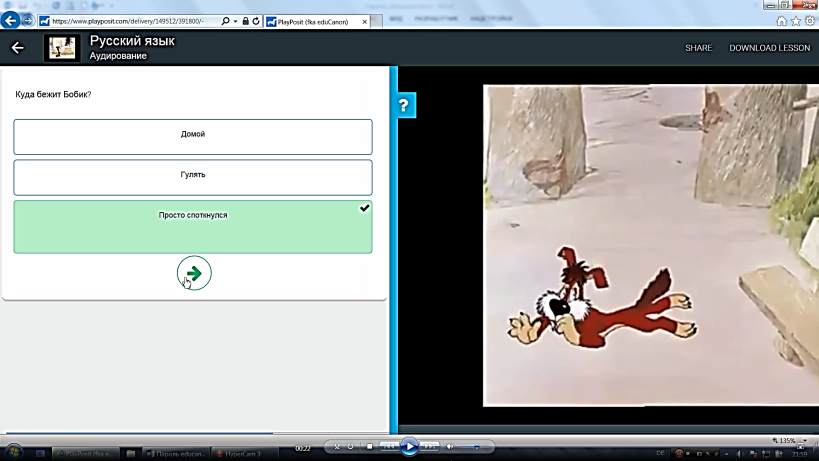 https://www.playposit.com/delivery/149512/391800/-
PlayPosit (fka eduCanon)
Русский язык
Аудирование
SHARE
DOWNLOAD LESSON
Куда бежит Бобик?
?
Домой
Гулять
Просто споткнулся
135%
PlayPosit (fka e
Пароль educan
HyperCam 3
00:22
DE
21:59